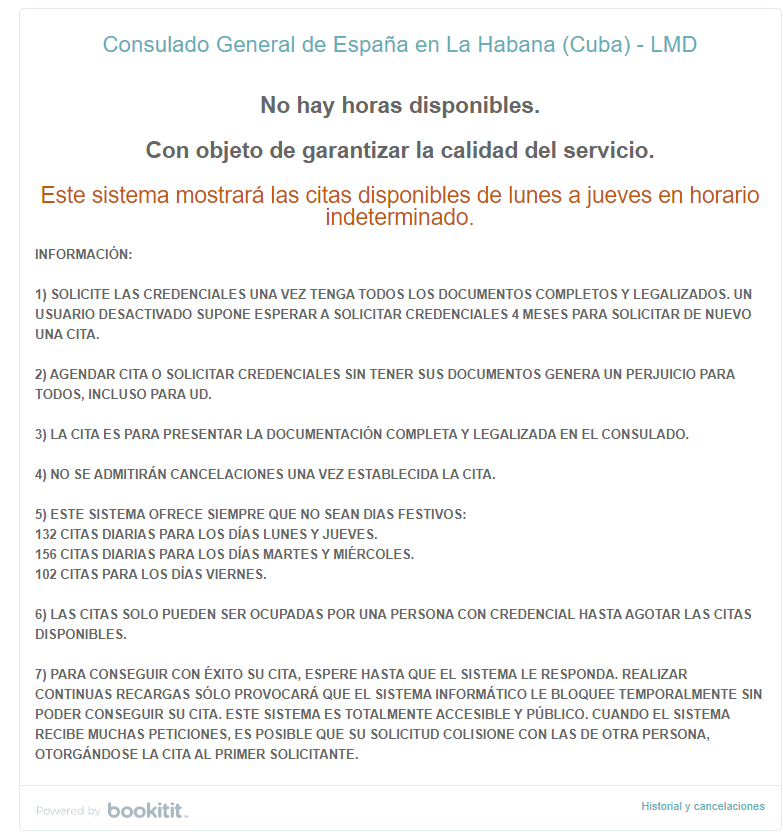 Consulado General de España en La Habana (Cuba) - LMD
No hay horas disponibles.
Con objeto de garantizar la calidad del servicio.
Este sistema mostrará las citas disponibles de lunes a jueves en horario
indeterminado.
INFORMACIÓN:
1) SOLICITE LAS CREDENCIALES UNA VEZ TENGA TODOS LOS DOCUMENTOS COMPLETOS Y LEGALIZADOS. UN
USUARIO DESACTIVADO SUPONE ESPERAR A SOLICITAR CREDENCIALES 4 MESES PARA SOLICITAR DE NUEVO
UNA CITA.
2) AGENDAR CITA O SOLICITAR CREDENCIALES SIN TENER SUS DOCUMENTOS GENERA UN PERJUICIO PARA
TODOS, INCLUSO PARA UD.
3) LA CITA ES PARA PRESENTAR LA DOCUMENTACIÓN COMPLETA Y LEGALIZADA EN EL CONSULADO.
4) NO SE ADMITIRÁN CANCELACIONES UNA VEZ ESTABLECIDA LA CITA.
5) ESTE SISTEMA OFRECE SIEMPRE QUE NO SEAN DIAS FESTIVOS:
132 CITAS DIARIAS PARA LOS DÍAS LUNES Y JUEVES.
156 CITAS DIARIAS PARA LOS DÍAS MARTES Y MIÉRCOLES.
102 CITAS PARA LOS DÍAS VIERNES.
6) LAS CITAS SOLO PUEDEN SER OCUPADAS POR UNA PERSONA CON CREDENCIAL HASTA AGOTAR LAS CITAS
DISPONIBLES.
7) PARA CONSEGUIR CON ÉXITO SU CITA, ESPERE HASTA QUE EL SISTEMA LE RESPONDA. REALIZAR
CONTINUAS RECARGAS SÓLO PROVOCARÁ QUE EL SISTEMA INFORMÁTICO LE BLOQUEE TEMPORALMENTE SIN
PODER CONSEGUIR SU CITA. ESTE SISTEMA ES TOTALMENTE ACCESIBLE Y PÚBLICO. CUANDO EL SISTEMA
RECIBE MUCHAS PETICIONES, ES POSIBLE QUE SU SOLICITUD COLISIONE CON LAS DE OTRA PERSONA,
OTORGÁNDOSE LA CITA AL PRIMER SOLICITANTE.
Powered by bookitit
Historial y cancelaciones